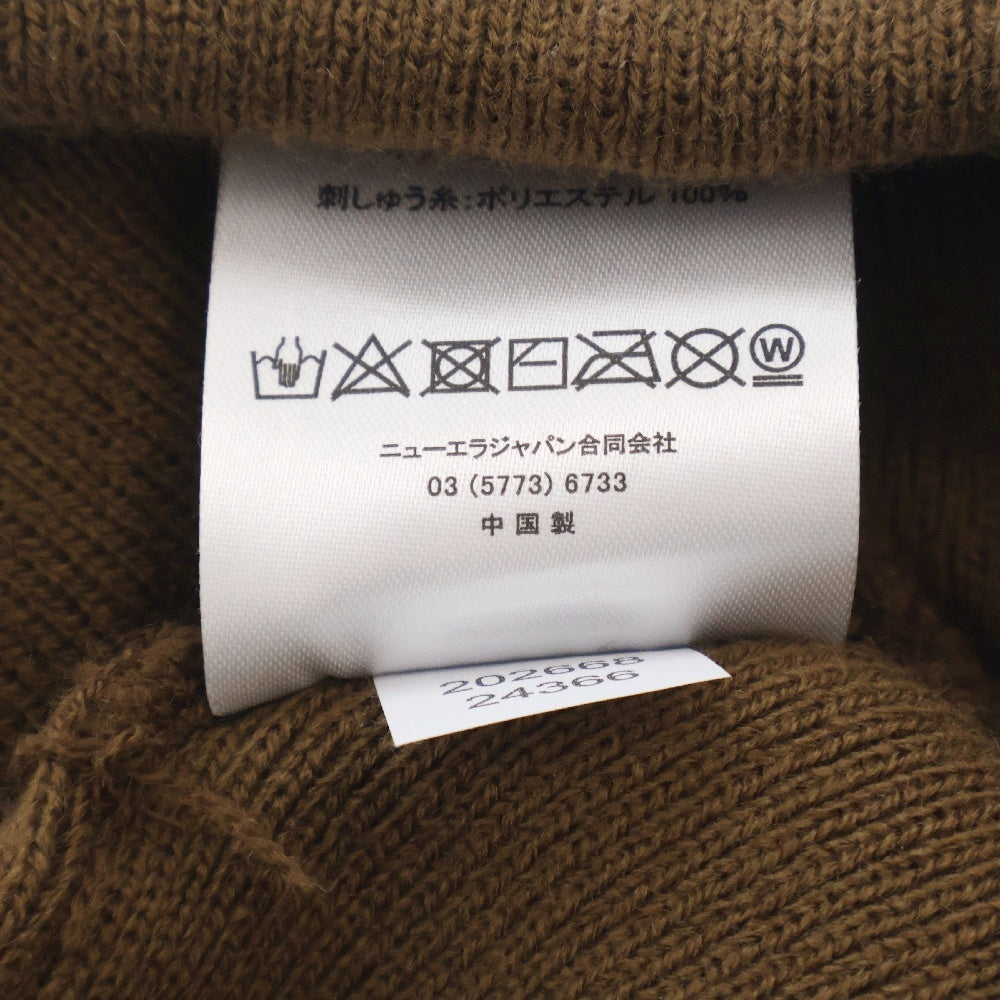 刺しゅう糸:ポリエステル 100%
W
ニューエラジャパン合同会社
03 (5773) 6733
中国製
202668
24366